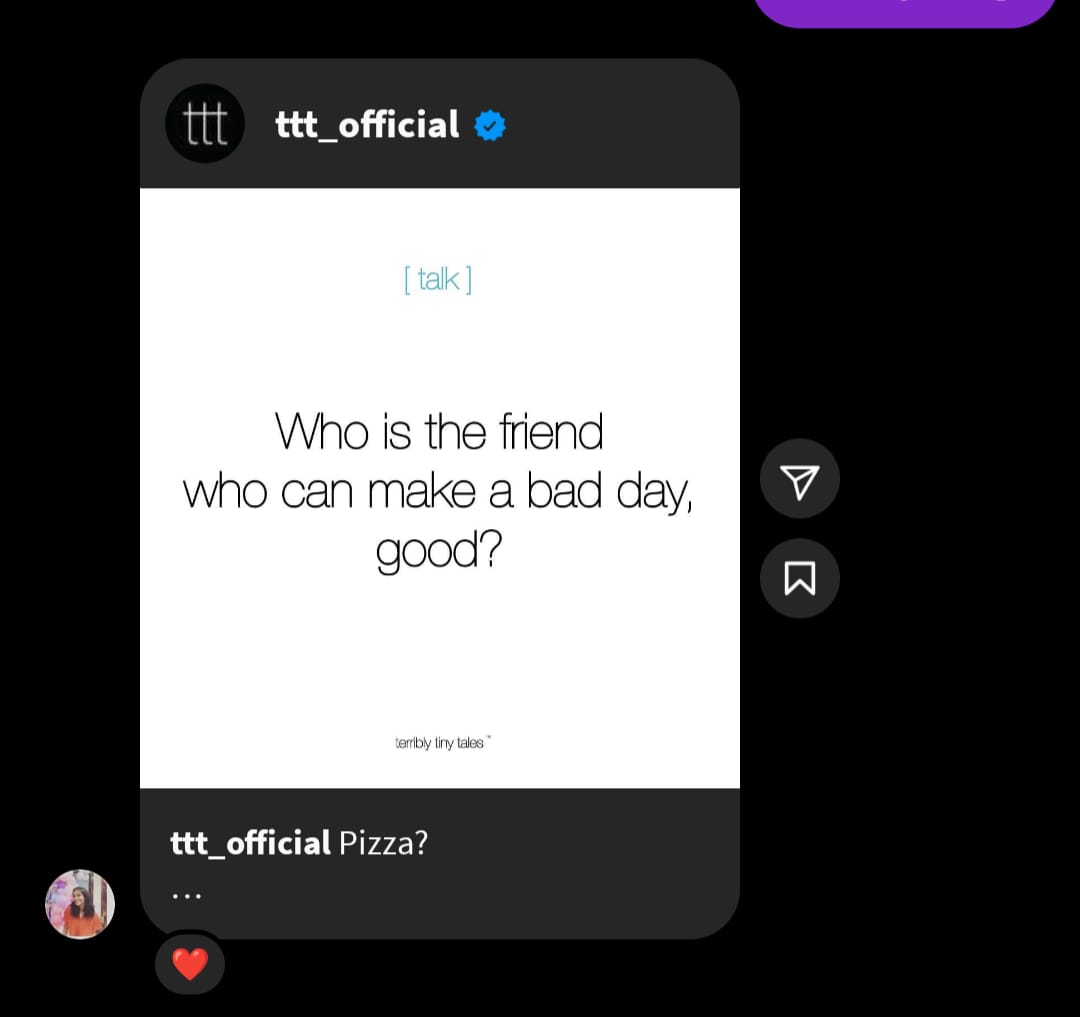 ttt
ttt_official
[ talk ]
Who is the friend
who can make a bad day,
good?
terribly tiny tales™
ttt_official Pizza?
...